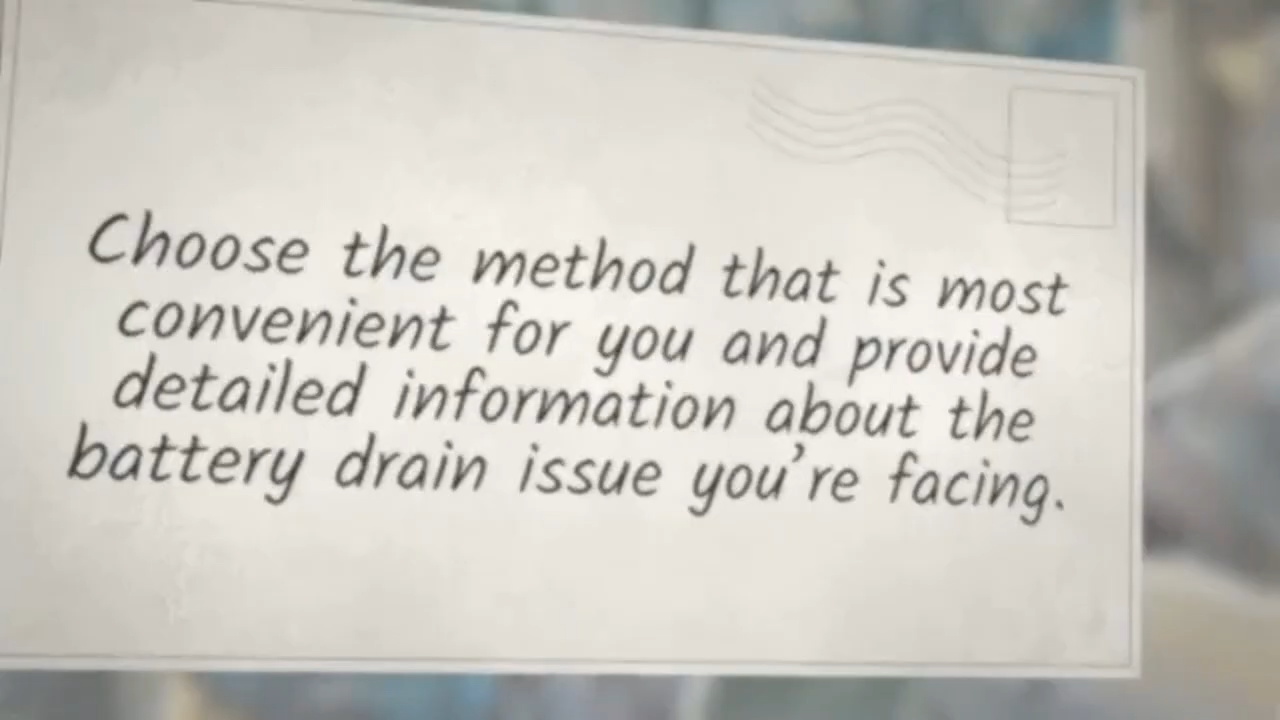 Choose the method that is most
convenient for you and provide
detailed information about the
battery drain issue you're facing.